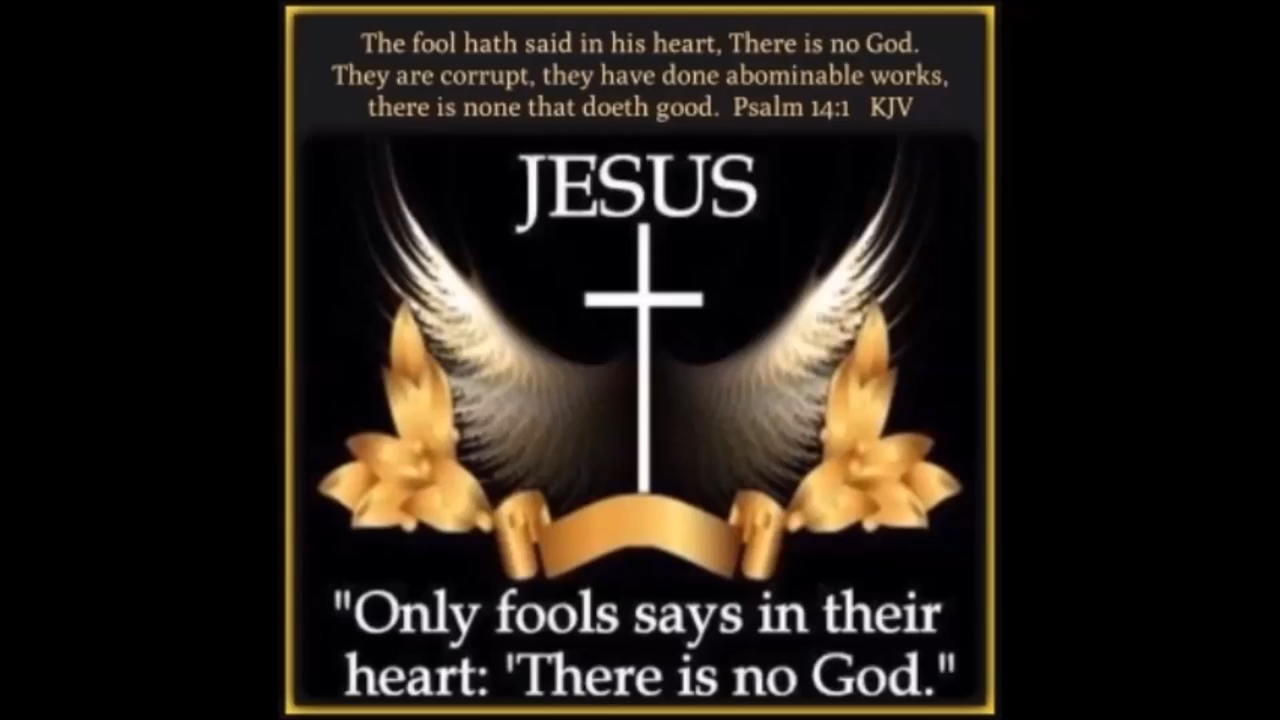 The fool hath said in his heart, There is no God.
They are corrupt, they have done abominable works,
there is none that doeth good. Psalm 14:1 KJV
JESUS
"Only fools says in their
heart: 'There is no God."